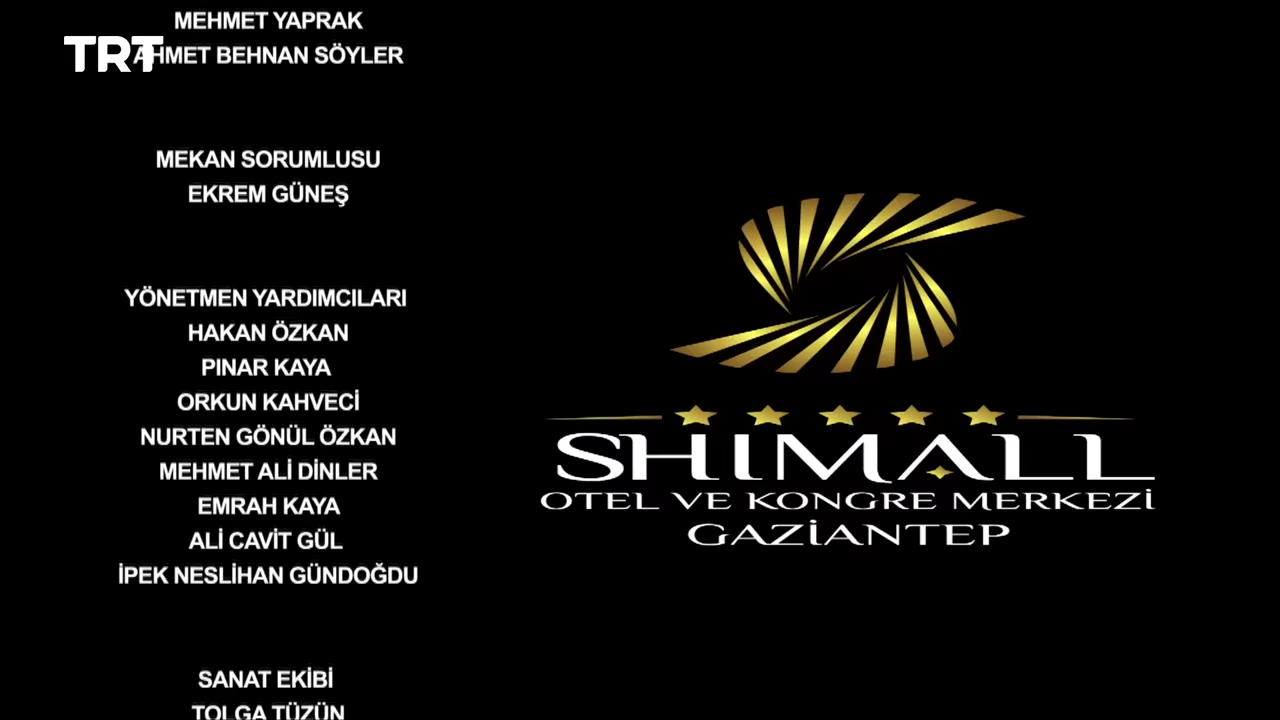 MEHMET YAPRAK
TRT
AHMET BEHNAN SÖYLER
MEKAN SORUMLUSU
EKREM GÜNEŞ
YÖNETMEN YARDIMCILARI
HAKAN ÖZKAN
PINAR KAYA
ORKUN KAHVECİ
NURTEN GÖNÜL ÖZKAN
MEHMET ALİ DİNLER
EMRAH KAYA
ALİ CAVİT GÜL
İPEK NESLİHAN GÜNDOĞDU
SANAT EKİBİ
TOLGA TÜZÜN
SHIMALL
OTEL VE KONGRE MERKEZİ
GAZİANTEP